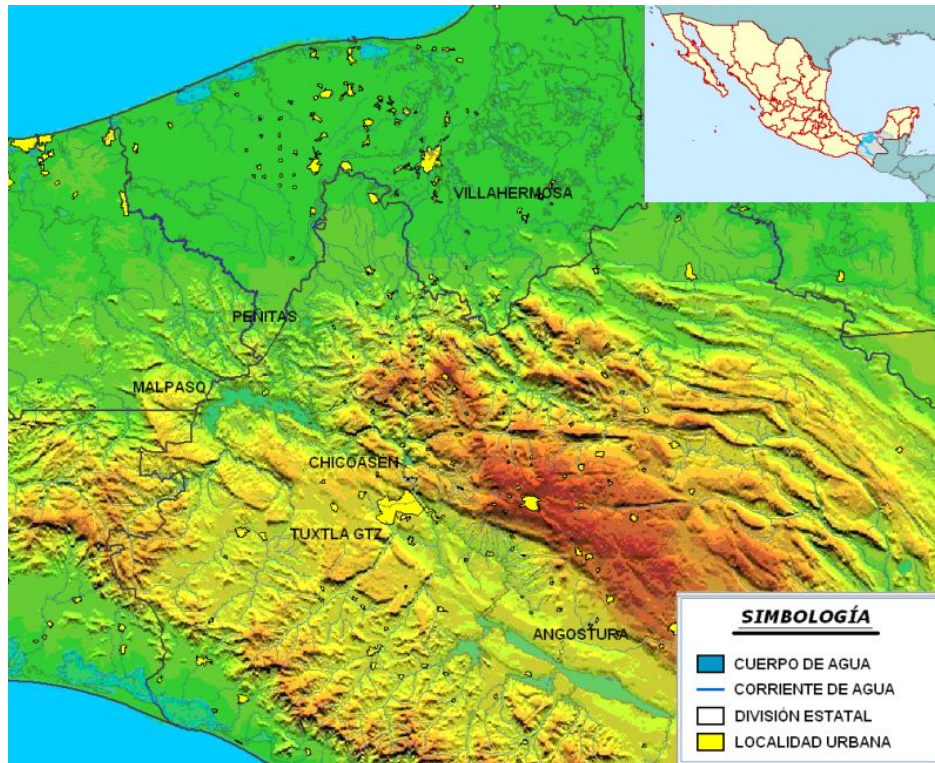 VILLAHERMOSA
PEÑITAS
MALPASO
CHICOASEN
TUXTLA GTZ.
ANGOSTURA
SIMBOLOGÍA
CUERPO DE AGUA
CORRIENTE DE AGUA
DIVISIÓN ESTATAL
LOCALIDAD URBANA